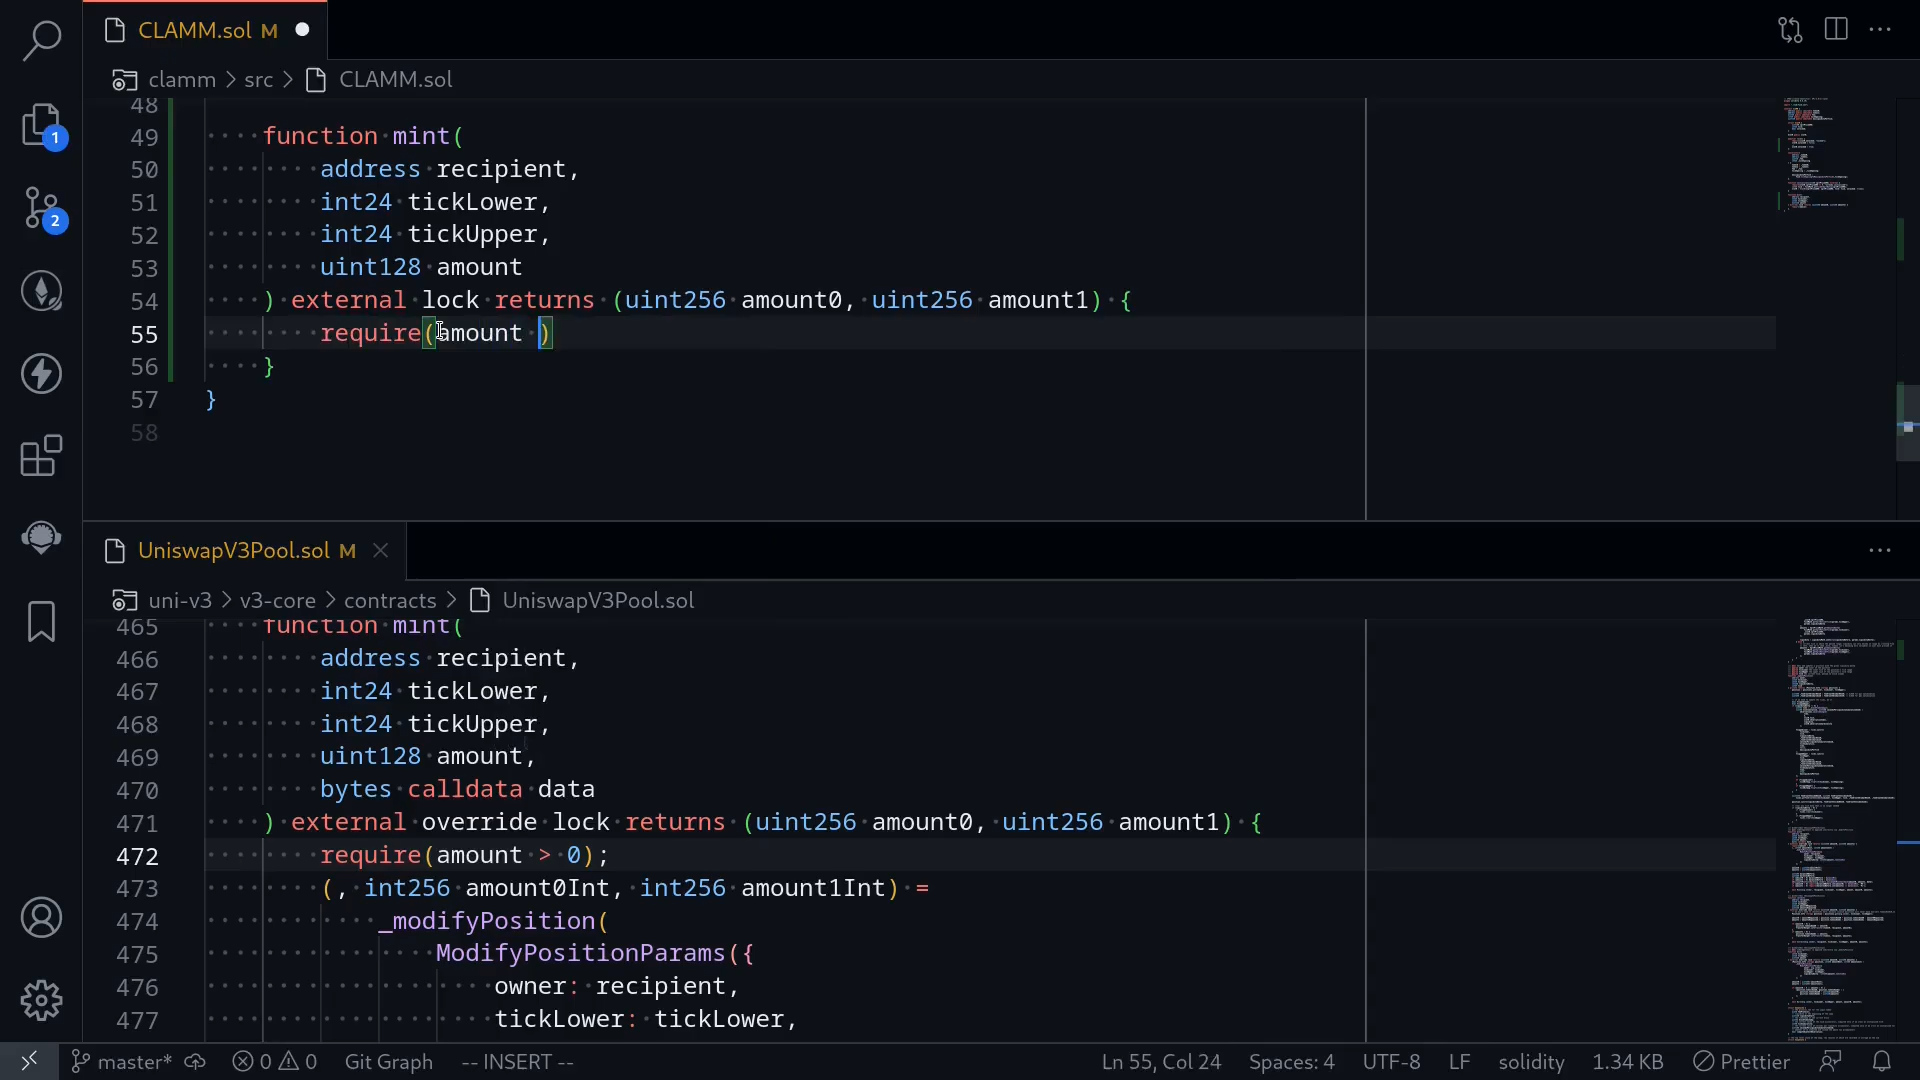 CLAMM.sol M
clamm > src > CLAMM.sol
48
49 function mint(
50 address recipient,
51 int24 tickLower,
52 int24 tickUpper,
53 uint128 amount
54 ) external lock returns (uint256 amount0, uint256 amount1) {
55 require(amount )
56 }
57 }
58
1
2
UniswapV3Pool.sol M
uni-v3 > v3-core > contracts > UniswapV3Pool.sol
465 function mint(
466 address recipient,
467 int24 tickLower,
468 int24 tickUpper,
469 uint128 amount,
470 bytes calldata data
471 ) external override lock returns (uint256 amount0, uint256 amount1) {
472 require(amount > 0);
473 (, int256 amount0Int, int256 amount1Int) =
474 _modifyPosition(
475 ModifyPositionParams({
476 owner: recipient,
477 tickLower: tickLower,
master* 0 0 Git Graph -- INSERT -- Ln 55, Col 24 Spaces: 4 UTF-8 LF solidity 1.34 KB Prettier